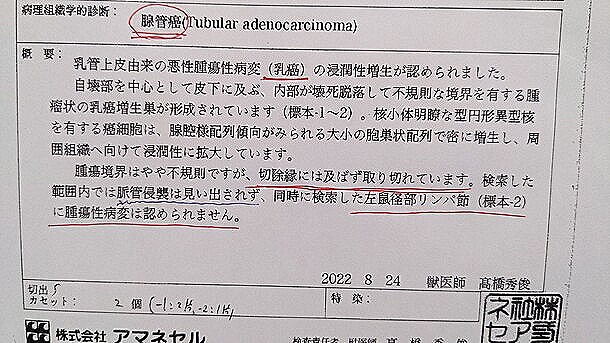 病理組織学的診断:
腺管癌(Tubular adenocarcinoma)
概 要:
乳管上皮由来の悪性腫瘍性病変(乳癌)の浸潤性増生が認められました。
自壊部を中心として皮下に及ぶ、内部が壊死脱落して不規則な境界を有する腫
瘤状の乳癌増生巣が形成されています(標本-1~2)。核小体明瞭な類円形異型核
を有する癌細胞は、腺腔様配列傾向がみられる大小の胞巣状配列で密に増生し、周
囲組織へ向けて浸潤性に拡大しています。
腫瘍境界はやや不規則ですが、切除縁には及ばず取り切れています。検索した
範囲内では脈管侵襲は見い出されず、同時に検索した左鼠径部リンパ節(標本-2)
に腫瘍性病変は認められません。
2022 8 24 獣医師 髙橋秀俊
切出し
カセット: 2個(-1:2ケ, -2:1ケ)
特 染:
株式会社 アマネセル